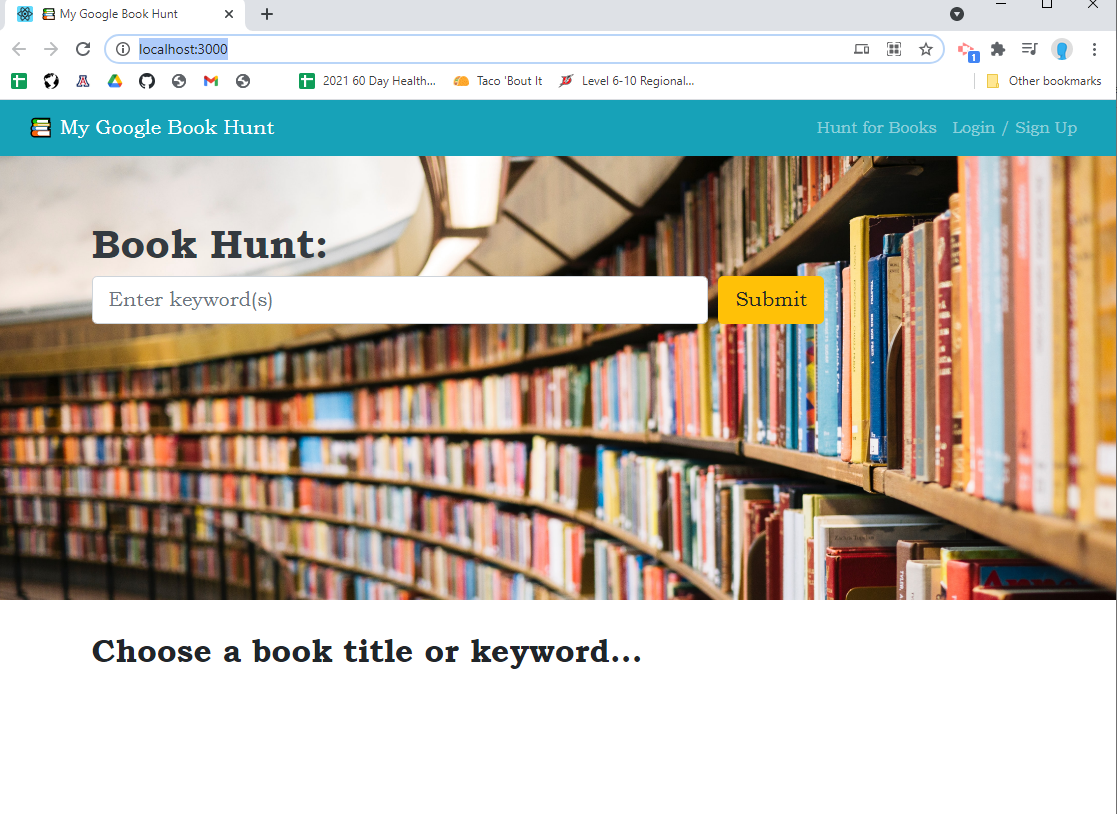 My Google Book Hunt
localhost:3000
1
2021 60 Day Health...
Taco 'Bout It
Level 6-10 Regional...
Other bookmarks
My Google Book Hunt
Hunt for Books
Login / Sign Up
Book Hunt:
Enter keyword(s)
Submit
Choose a book title or keyword...